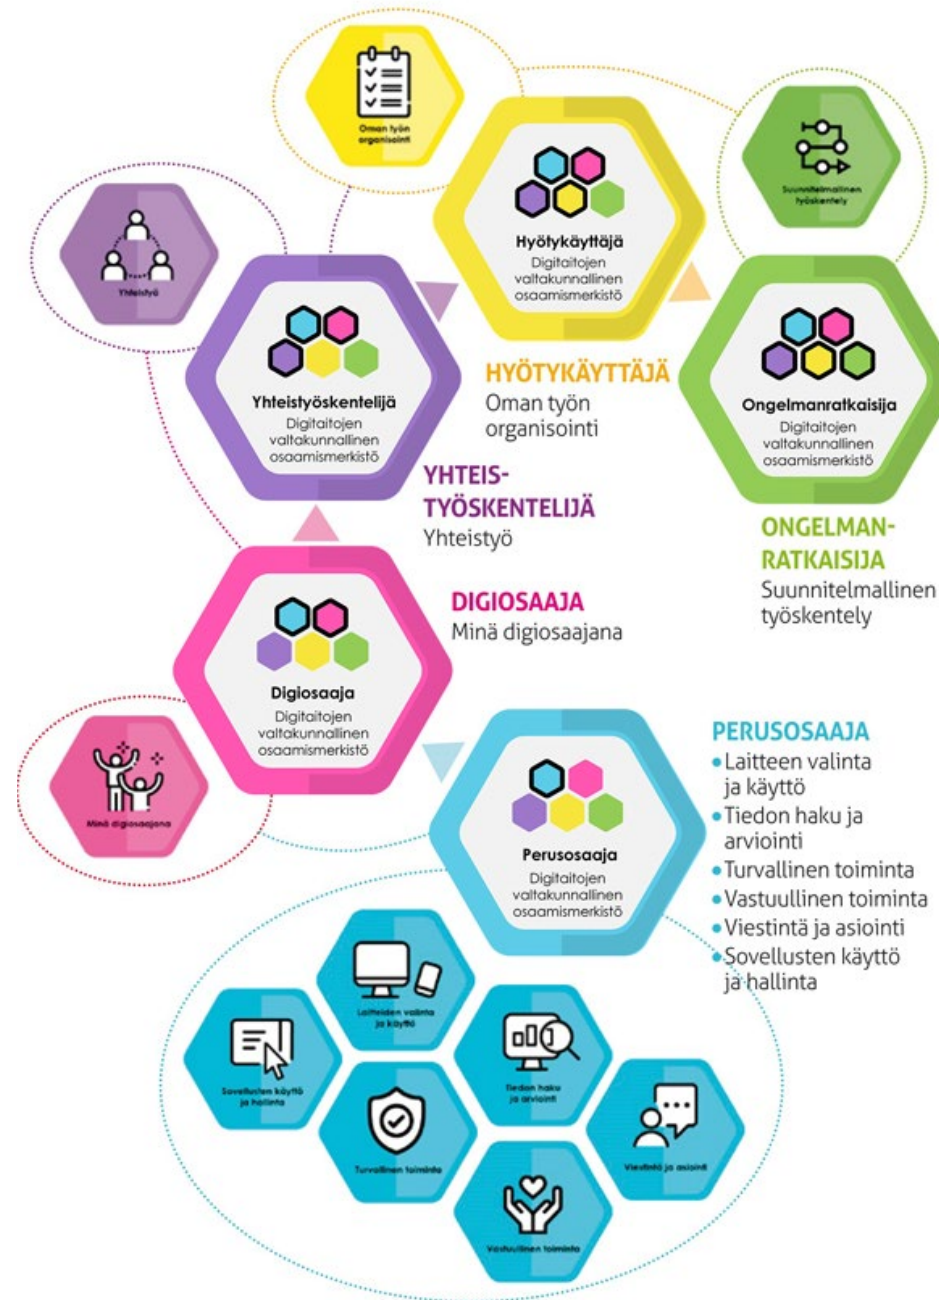 Oman työn
organisointi
Suunnitelmallinen
työskentely
Hyötykäyttäjä
Digitaitojen
valtakunnallinen
osaamismerkistö
Yhteistyö
Yhteistyöskentelijä
Digitaitojen
valtakunnallinen
osaamismerkistö
Ongelmanratkaisija
Digitaitojen
valtakunnallinen
osaamismerkistö
HYÖTYKÄYTTÄJÄ
Oman työn
organisointi
YHTEIS-
TYÖSKENTELIJÄ
Yhteistyö
ONGELMAN-
RATKAISIJA
Suunnitelmallinen
työskentely
DIGIOSAAJA
Minä digiosaajana
Digiosaaja
Digitaitojen
valtakunnallinen
osaamismerkistö
Minä digiosaajana
Perusosaaja
Digitaitojen
valtakunnallinen
osaamismerkistö
PERUSOSAAJA
• Laitteen valinta
ja käyttö
• Tiedon haku ja
arviointi
• Turvallinen toiminta
• Vastuullinen toiminta
• Viestintä ja asiointi
• Sovellusten käyttö
ja hallinta
Laitteiden valinta
ja käyttö
Sovellusten käyttö
ja hallinta
Tiedon haku
ja arviointi
Turvallinen toiminta
Viestintä ja asiointi
Vastuullinen toiminta